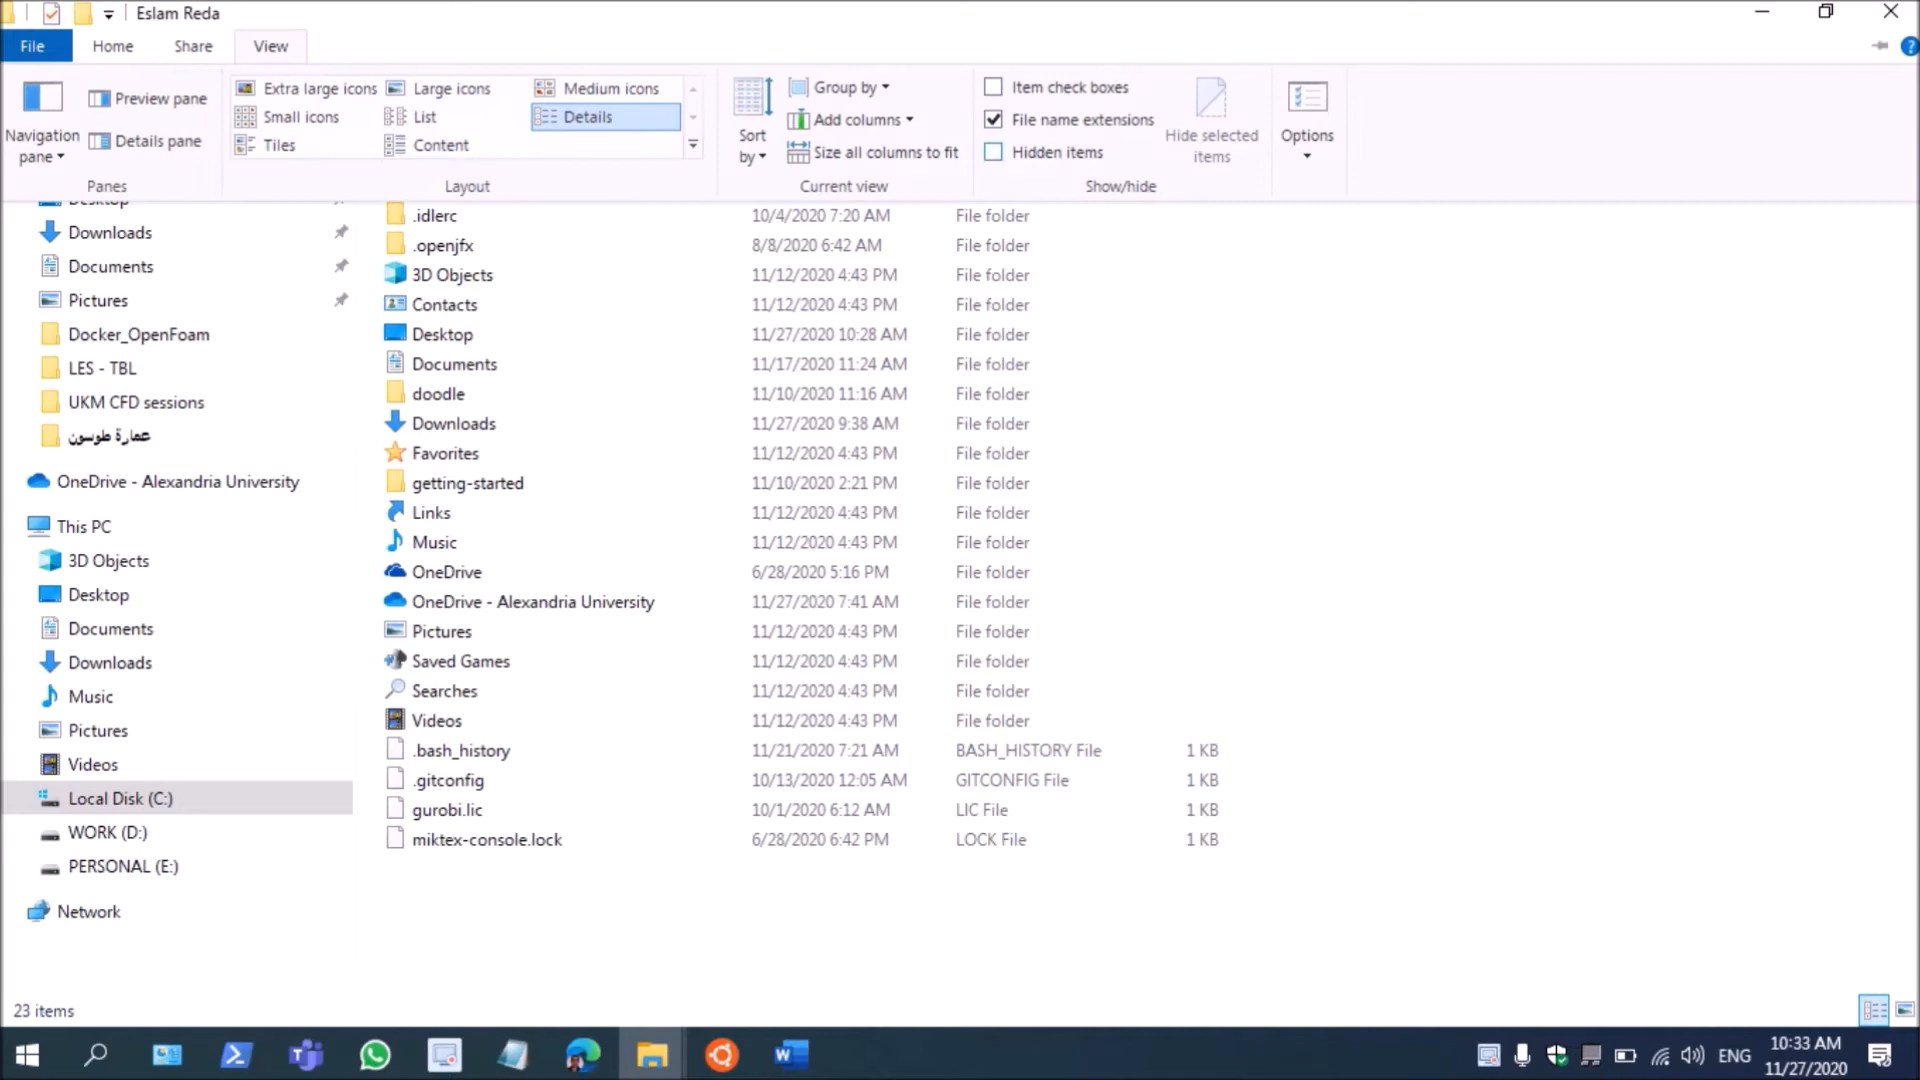 Eslam Reda
File Home Share View
Navigation pane
Preview pane
Details pane
Panes
Extra large icons Large icons Medium icons
Small icons List Details
Tiles Content
Layout
Sort by
Group by
Add columns
Size all columns to fit
Current view
Item check boxes
File name extensions
Hidden items
Hide selected items
Show/hide
Options
Desktop
Downloads
Documents
Pictures
Docker_OpenFoam
LES - TBL
UKM CFD sessions
عمارة طوسون
OneDrive - Alexandria University
This PC
3D Objects
Desktop
Documents
Downloads
Music
Pictures
Videos
Local Disk (C:)
WORK (D:)
PERSONAL (E:)
Network
.idlerc 10/4/2020 7:20 AM File folder
.openjfx 8/8/2020 6:42 AM File folder
3D Objects 11/12/2020 4:43 PM File folder
Contacts 11/12/2020 4:43 PM File folder
Desktop 11/27/2020 10:28 AM File folder
Documents 11/17/2020 11:24 AM File folder
doodle 11/10/2020 11:16 AM File folder
Downloads 11/27/2020 9:38 AM File folder
Favorites 11/12/2020 4:43 PM File folder
getting-started 11/10/2020 2:21 PM File folder
Links 11/12/2020 4:43 PM File folder
Music 11/12/2020 4:43 PM File folder
OneDrive 6/28/2020 5:16 PM File folder
OneDrive - Alexandria University 11/27/2020 7:41 AM File folder
Pictures 11/12/2020 4:43 PM File folder
Saved Games 11/12/2020 4:43 PM File folder
Searches 11/12/2020 4:43 PM File folder
Videos 11/12/2020 4:43 PM File folder
.bash_history 11/21/2020 7:21 AM BASH_HISTORY File 1 KB
.gitconfig 10/13/2020 12:05 AM GITCONFIG File 1 KB
gurobi.lic 10/1/2020 6:12 AM LIC File 1 KB
miktex-console.lock 6/28/2020 6:42 PM LOCK File 1 KB
23 items
ENG
10:33 AM
11/27/2020